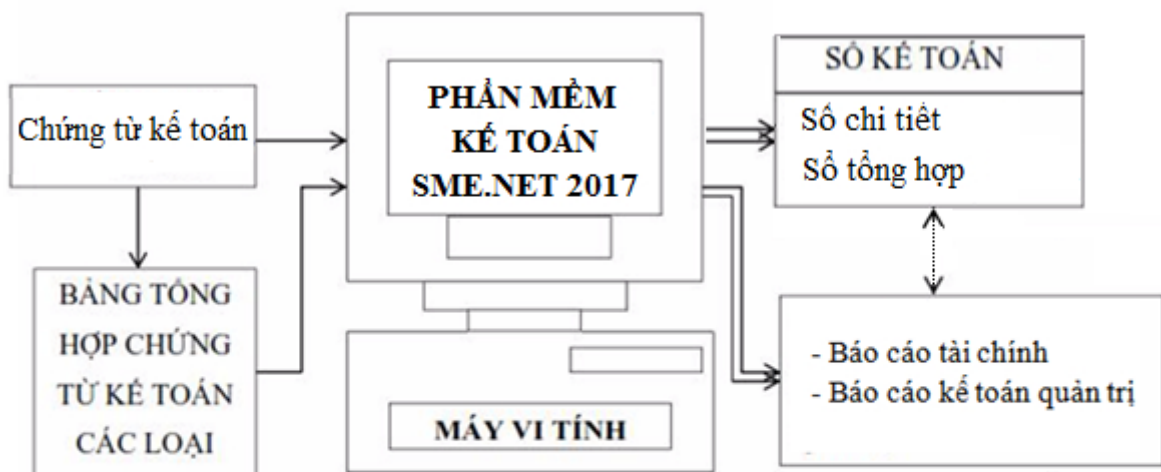 Chứng từ kế toán
BẢNG TỔNG
HỢP CHỨNG
TỪ KẾ TOÁN
CÁC LOẠI
PHẦN MỀM
KẾ TOÁN
SME.NET 2017
MÁY VI TÍNH
SỔ KẾ TOÁN
Sổ chi tiết
Sổ tổng hợp
- Báo cáo tài chính
- Báo cáo kế toán quản trị